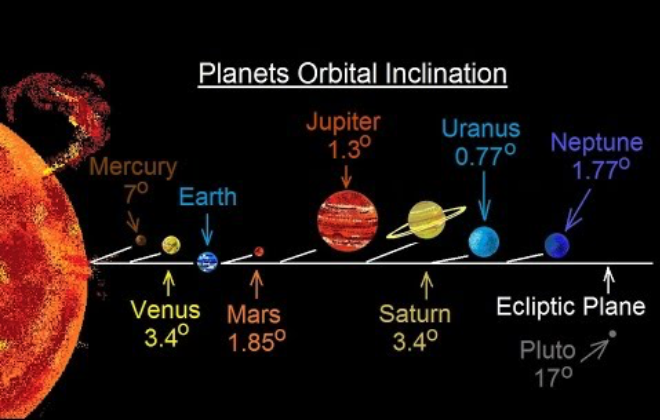 Planets Orbital Inclination
Jupiter
1.3°
Uranus
0.77°
Neptune
1.77°
Mercury
7°
Earth
Venus
3.4°
Mars
1.85°
Saturn
3.4°
Ecliptic Plane
Pluto
17°